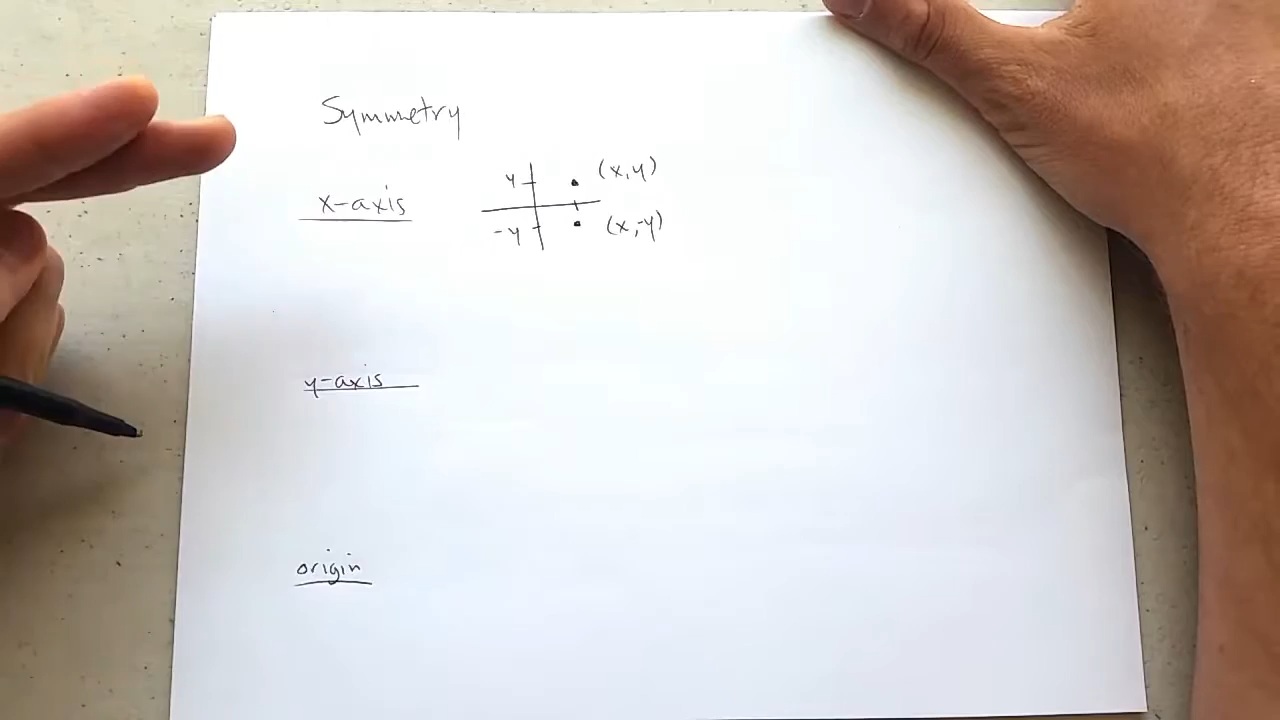 Symmetry
y (x,y)
x-axis
-y (x,-y)
y-axis
origin